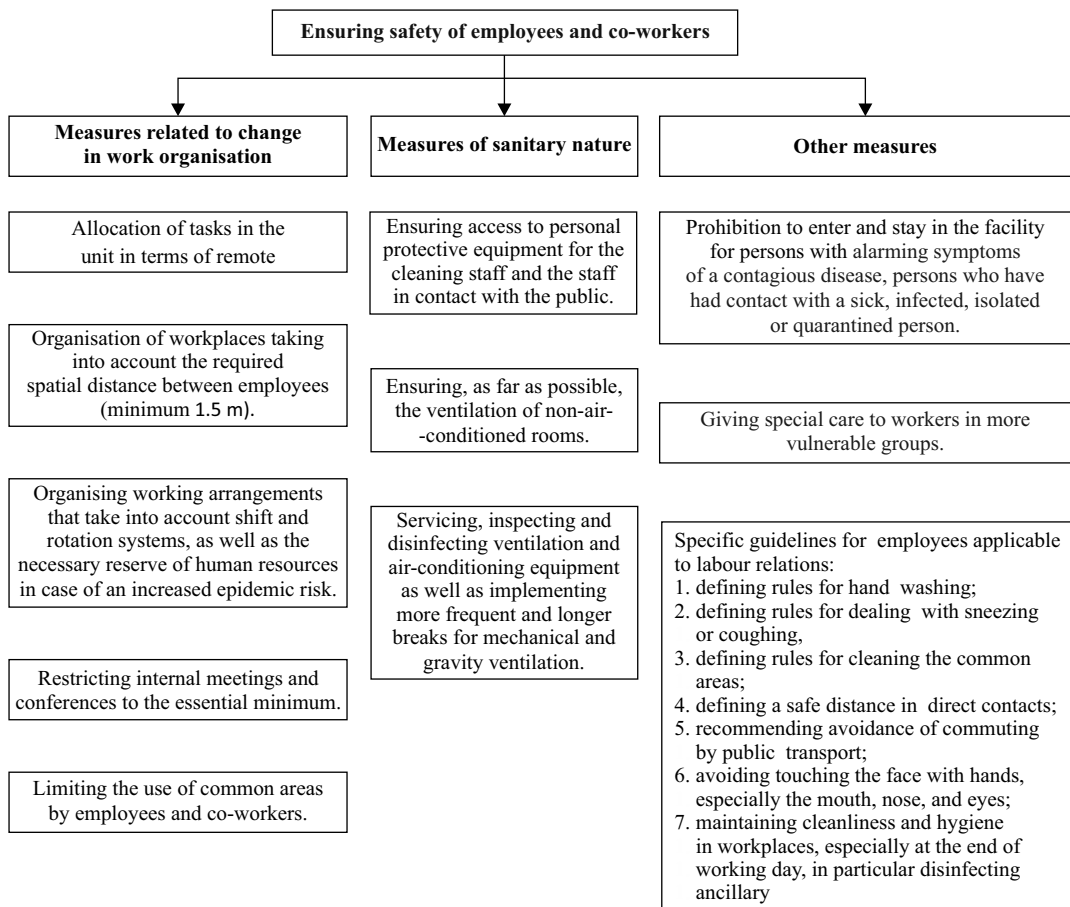 Ensuring safety of employees and co-workers
Measures related to change
in work organisation
Measures of sanitary nature
Other measures
Allocation of tasks in the
unit in terms of remote
Organisation of workplaces taking
into account the required
spatial distance between employees
(minimum 1.5 m).
Organising working arrangements
that take into account shift and
rotation systems, as well as the
necessary reserve of human resources
in case of an increased epidemic risk.
Restricting internal meetings and
conferences to the essential minimum.
Limiting the use of common areas
by employees and co-workers.
Ensuring access to personal
protective equipment for the
cleaning staff and the staff
in contact with the public.
Ensuring, as far as possible,
the ventilation of non-air-
-conditioned rooms.
Servicing, inspecting and
disinfecting ventilation and
air-conditioning equipment
as well as implementing
more frequent and longer
breaks for mechanical and
gravity ventilation.
Prohibition to enter and stay in the facility
for persons with alarming symptoms
of a contagious disease, persons who have
had contact with a sick, infected, isolated
or quarantined person.
Giving special care to workers in more
vulnerable groups.
Specific guidelines for employees applicable
to labour relations:
1. defining rules for hand washing;
2. defining rules for dealing with sneezing
or coughing,
3. defining rules for cleaning the common
areas;
4. defining a safe distance in direct contacts;
5. recommending avoidance of commuting
by public transport;
6. avoiding touching the face with hands,
especially the mouth, nose, and eyes;
7. maintaining cleanliness and hygiene
in workplaces, especially at the end of
working day, in particular disinfecting
ancillary